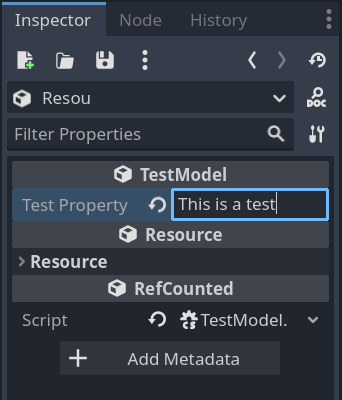 Inspector Node History
Resou
DOC
Filter Properties
TestModel
Test Property This is a test
Resource
Resource
RefCounted
Script TestModel.
Add Metadata